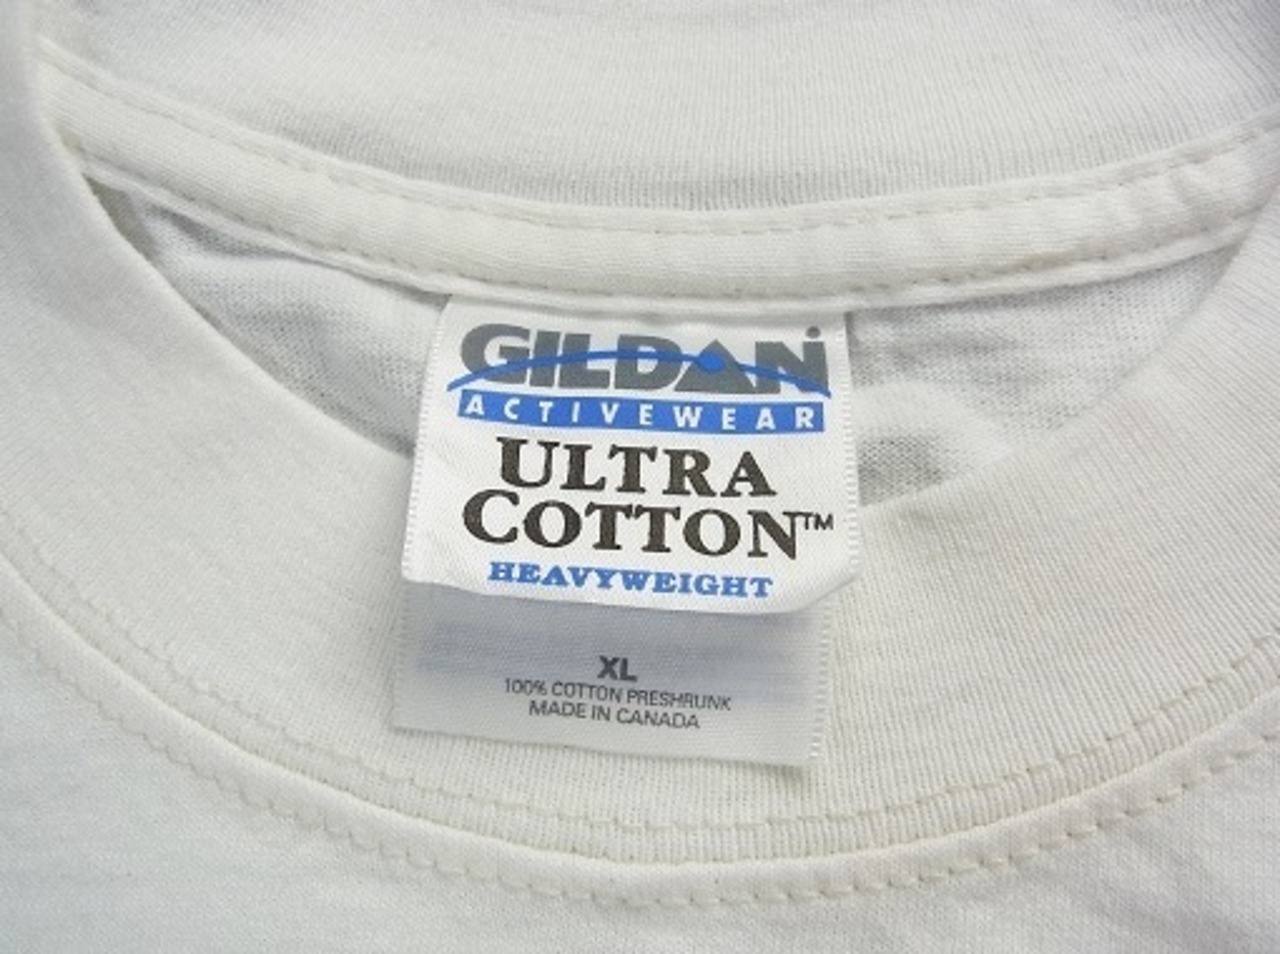 GILDAN
ACTIVEWEAR
ULTRA
COTTON™
HEAVYWEIGHT
XL
100% COTTON PRESHRUNK
MADE IN CANADA